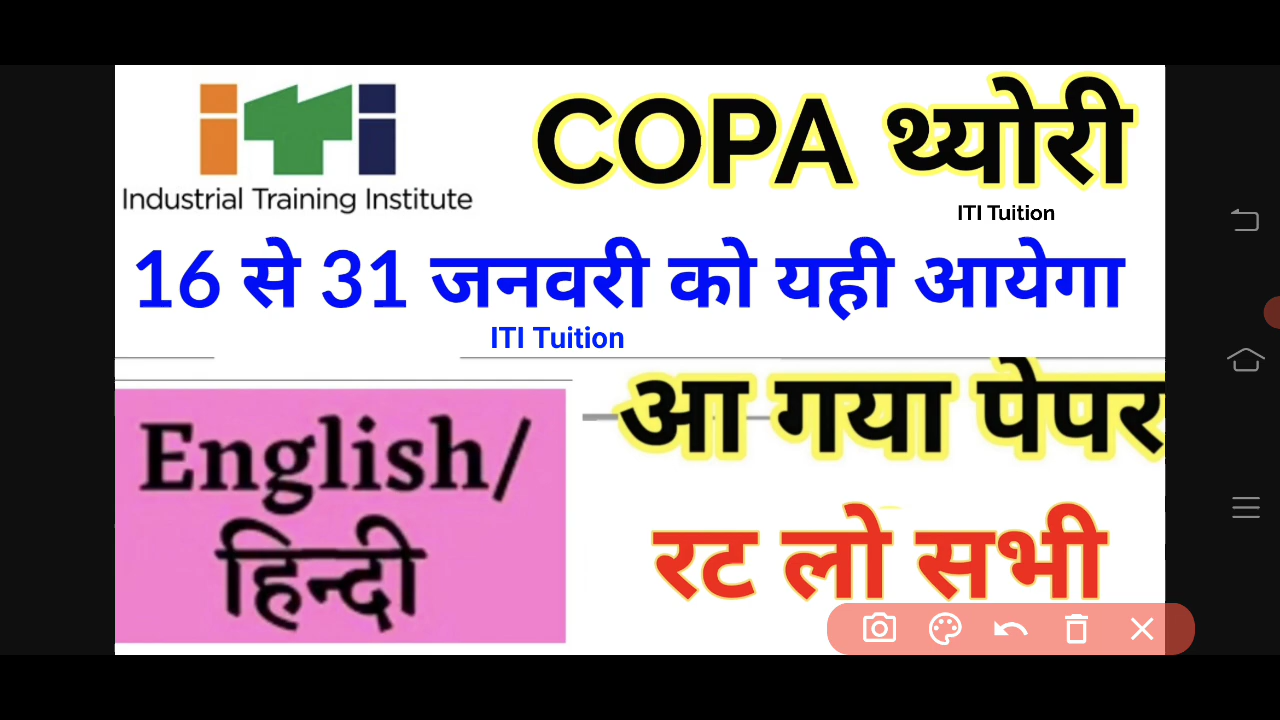 iTi
Industrial Training Institute
COPA थ्योरी
ITI Tuition
16 से 31 जनवरी को यही आयेगा
ITI Tuition
English/
हिन्दी
आ गया पेपर
रट लो सभी